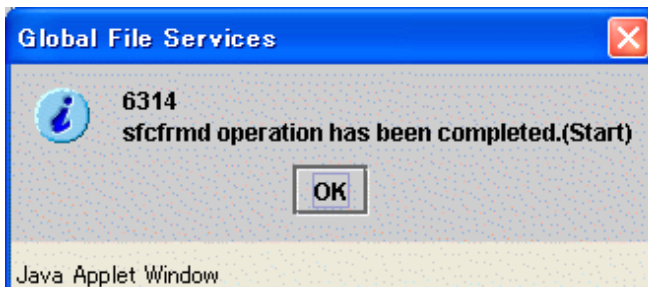 Global File Services
6314
sfcfrmd operation has been completed.(Start)
OK
Java Applet Window